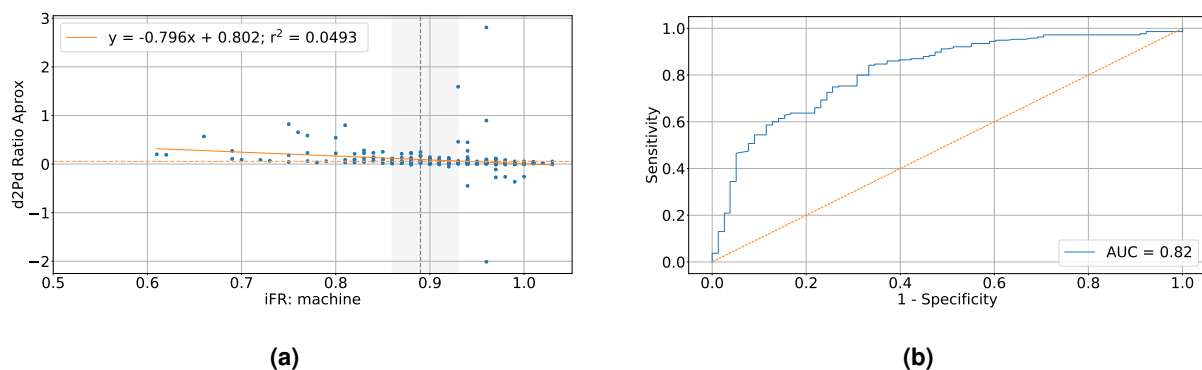 y = -0.796x + 0.802; r² = 0.0493
d2Pd Ratio Aprox
3
2
1
0
−1
−2
0.5 0.6 0.7 0.8 0.9 1.0
iFR: machine
(a)
Sensitivity
1.0
0.8
0.6
0.4
0.2
0.0
AUC = 0.82
0.0 0.2 0.4 0.6 0.8 1.0
1 - Specificity
(b)